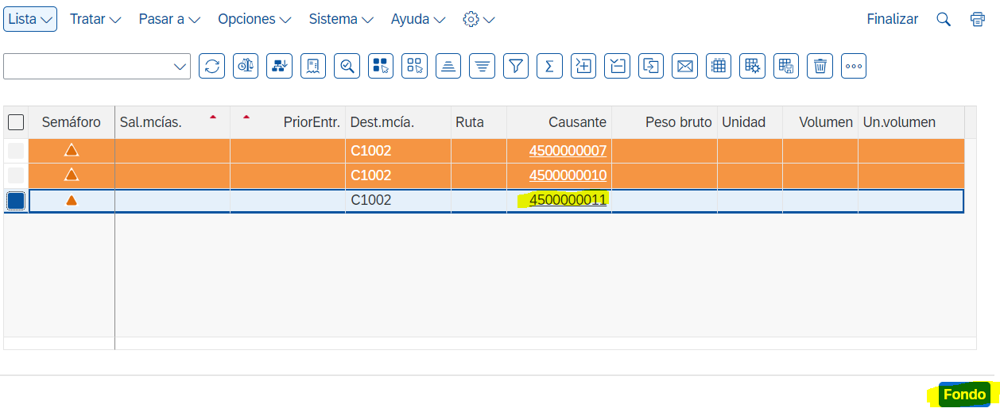 Lista Tratar Pasar a Opciones Sistema Ayuda Finalizar
Semáforo Sal.mcías. PriorEntr. Dest.mcía. Ruta Causante Peso bruto Unidad Volumen Un.volumen
C1002 4500000007
C1002 4500000010
C1002 4500000011
Fondo